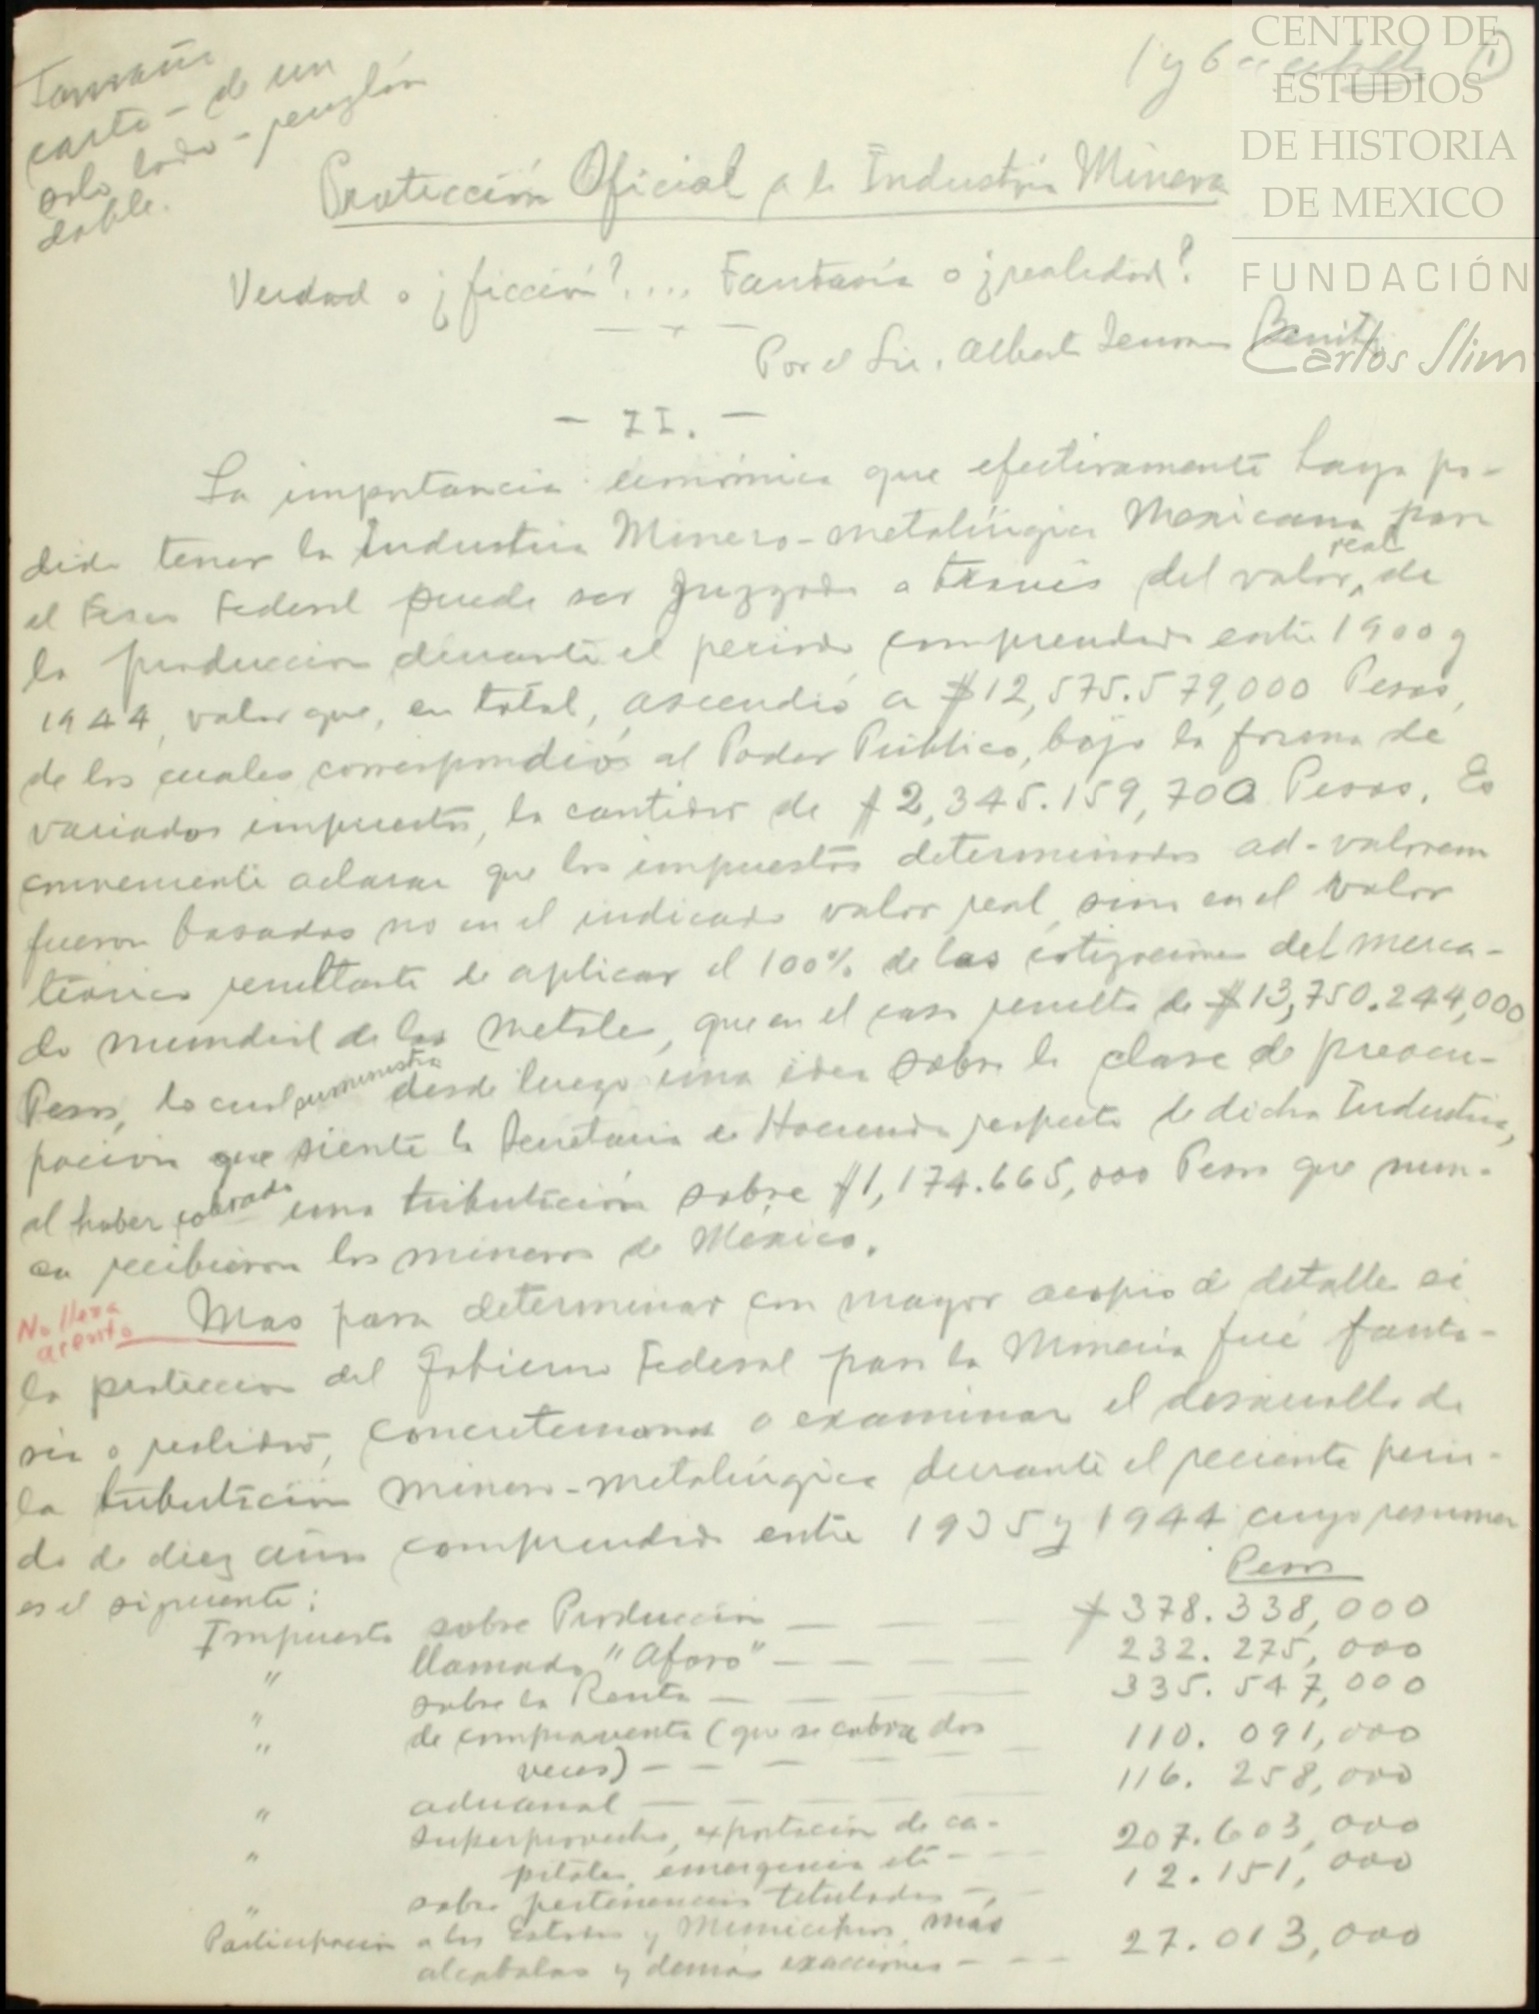 Tamaño
carta - de un
solo lado - renglón
doble.
1 y 6
1
CENTRO DE
ESTUDIOS
DE HISTORIA
DE MEXICO
FUNDACIÓN
Carlos Slim
Protección Oficial a la Industria Minera
Verdad o ¿ficción?.... Fantasía o ¿realidad?
Por el Lic. Alberto Terrones Benítez
- II. -
La importancia económica que efectivamente haya po-
dido tener la Industria Minero-metalúrgica Mexicana para
el Fisco Federal puede ser juzgada a través del valor real de
la producción durante el periodo comprendido entre 1900 y
1944, valor que, en total, ascendió a $12,575.579,000 Pesos,
de los cuales correspondió al Poder Público, bajo la forma de
variados impuestos, la cantidad de $2,345.159,700 Pesos. Es
conveniente aclarar que los impuestos determinados ad-valorem
fueron basados no en el indicado valor real, sino en el valor
teórico resultante de aplicar el 100% de las cotizaciones del merca-
do mundial de los metales, que en el caso resulta de $13,750.244,000
Pesos, lo cual suministra desde luego una idea sobre la clase de preocu-
pación que siente la Secretaría de Hacienda respecto de dicha Industria,
al haber cobrado una tributación sobre $1,174.665,000 Pesos que nun-
ca recibieron los mineros de México.
No lleva
acento
Mas para determinar con mayor acopio de detalle si
la protección del Gobierno Federal para la Minería fué fanta-
sía o realidad, concretémonos a examinar el desarrollo de
la tributación minero-metalúrgica durante el reciente perio-
do de diez años comprendido entre 1935 y 1944 cuyo resumen
es el siguiente:
Pesos
Impuesto sobre Producción — — — $378.338,000
" llamado "Aforo" — — — — 232.275,000
" sobre la Renta — — — — 335.547,000
" de compraventa (que se cobra dos
veces) — — — — 110.091,000
" aduanal — — — — 116.258,000
" Superprovecho, exportación de ca-
pitales, emergencia etc — — — 207.603,000
" sobre pertenencias tituladas — — 12.151,000
Participación a los Estados y Municipios, más
alcabalas y demás exacciones — — — 27.013,000